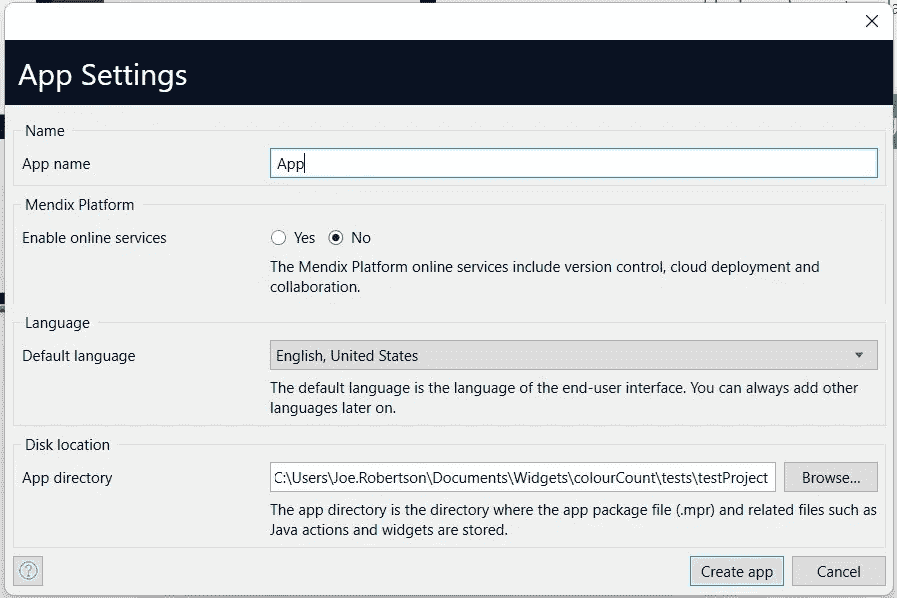 App Settings
Name
App name
App
Mendix Platform
Enable online services
Yes
No
The Mendix Platform online services include version control, cloud deployment and
collaboration.
Language
Default language
English, United States
The default language is the language of the end-user interface. You can always add other
languages later on.
Disk location
App directory
C:\Users\Joe.Robertson\Documents\Widgets\colourCount\tests\testProject
Browse...
The app directory is the directory where the app package file (.mpr) and related files such as
Java actions and widgets are stored.
?
Create app
Cancel